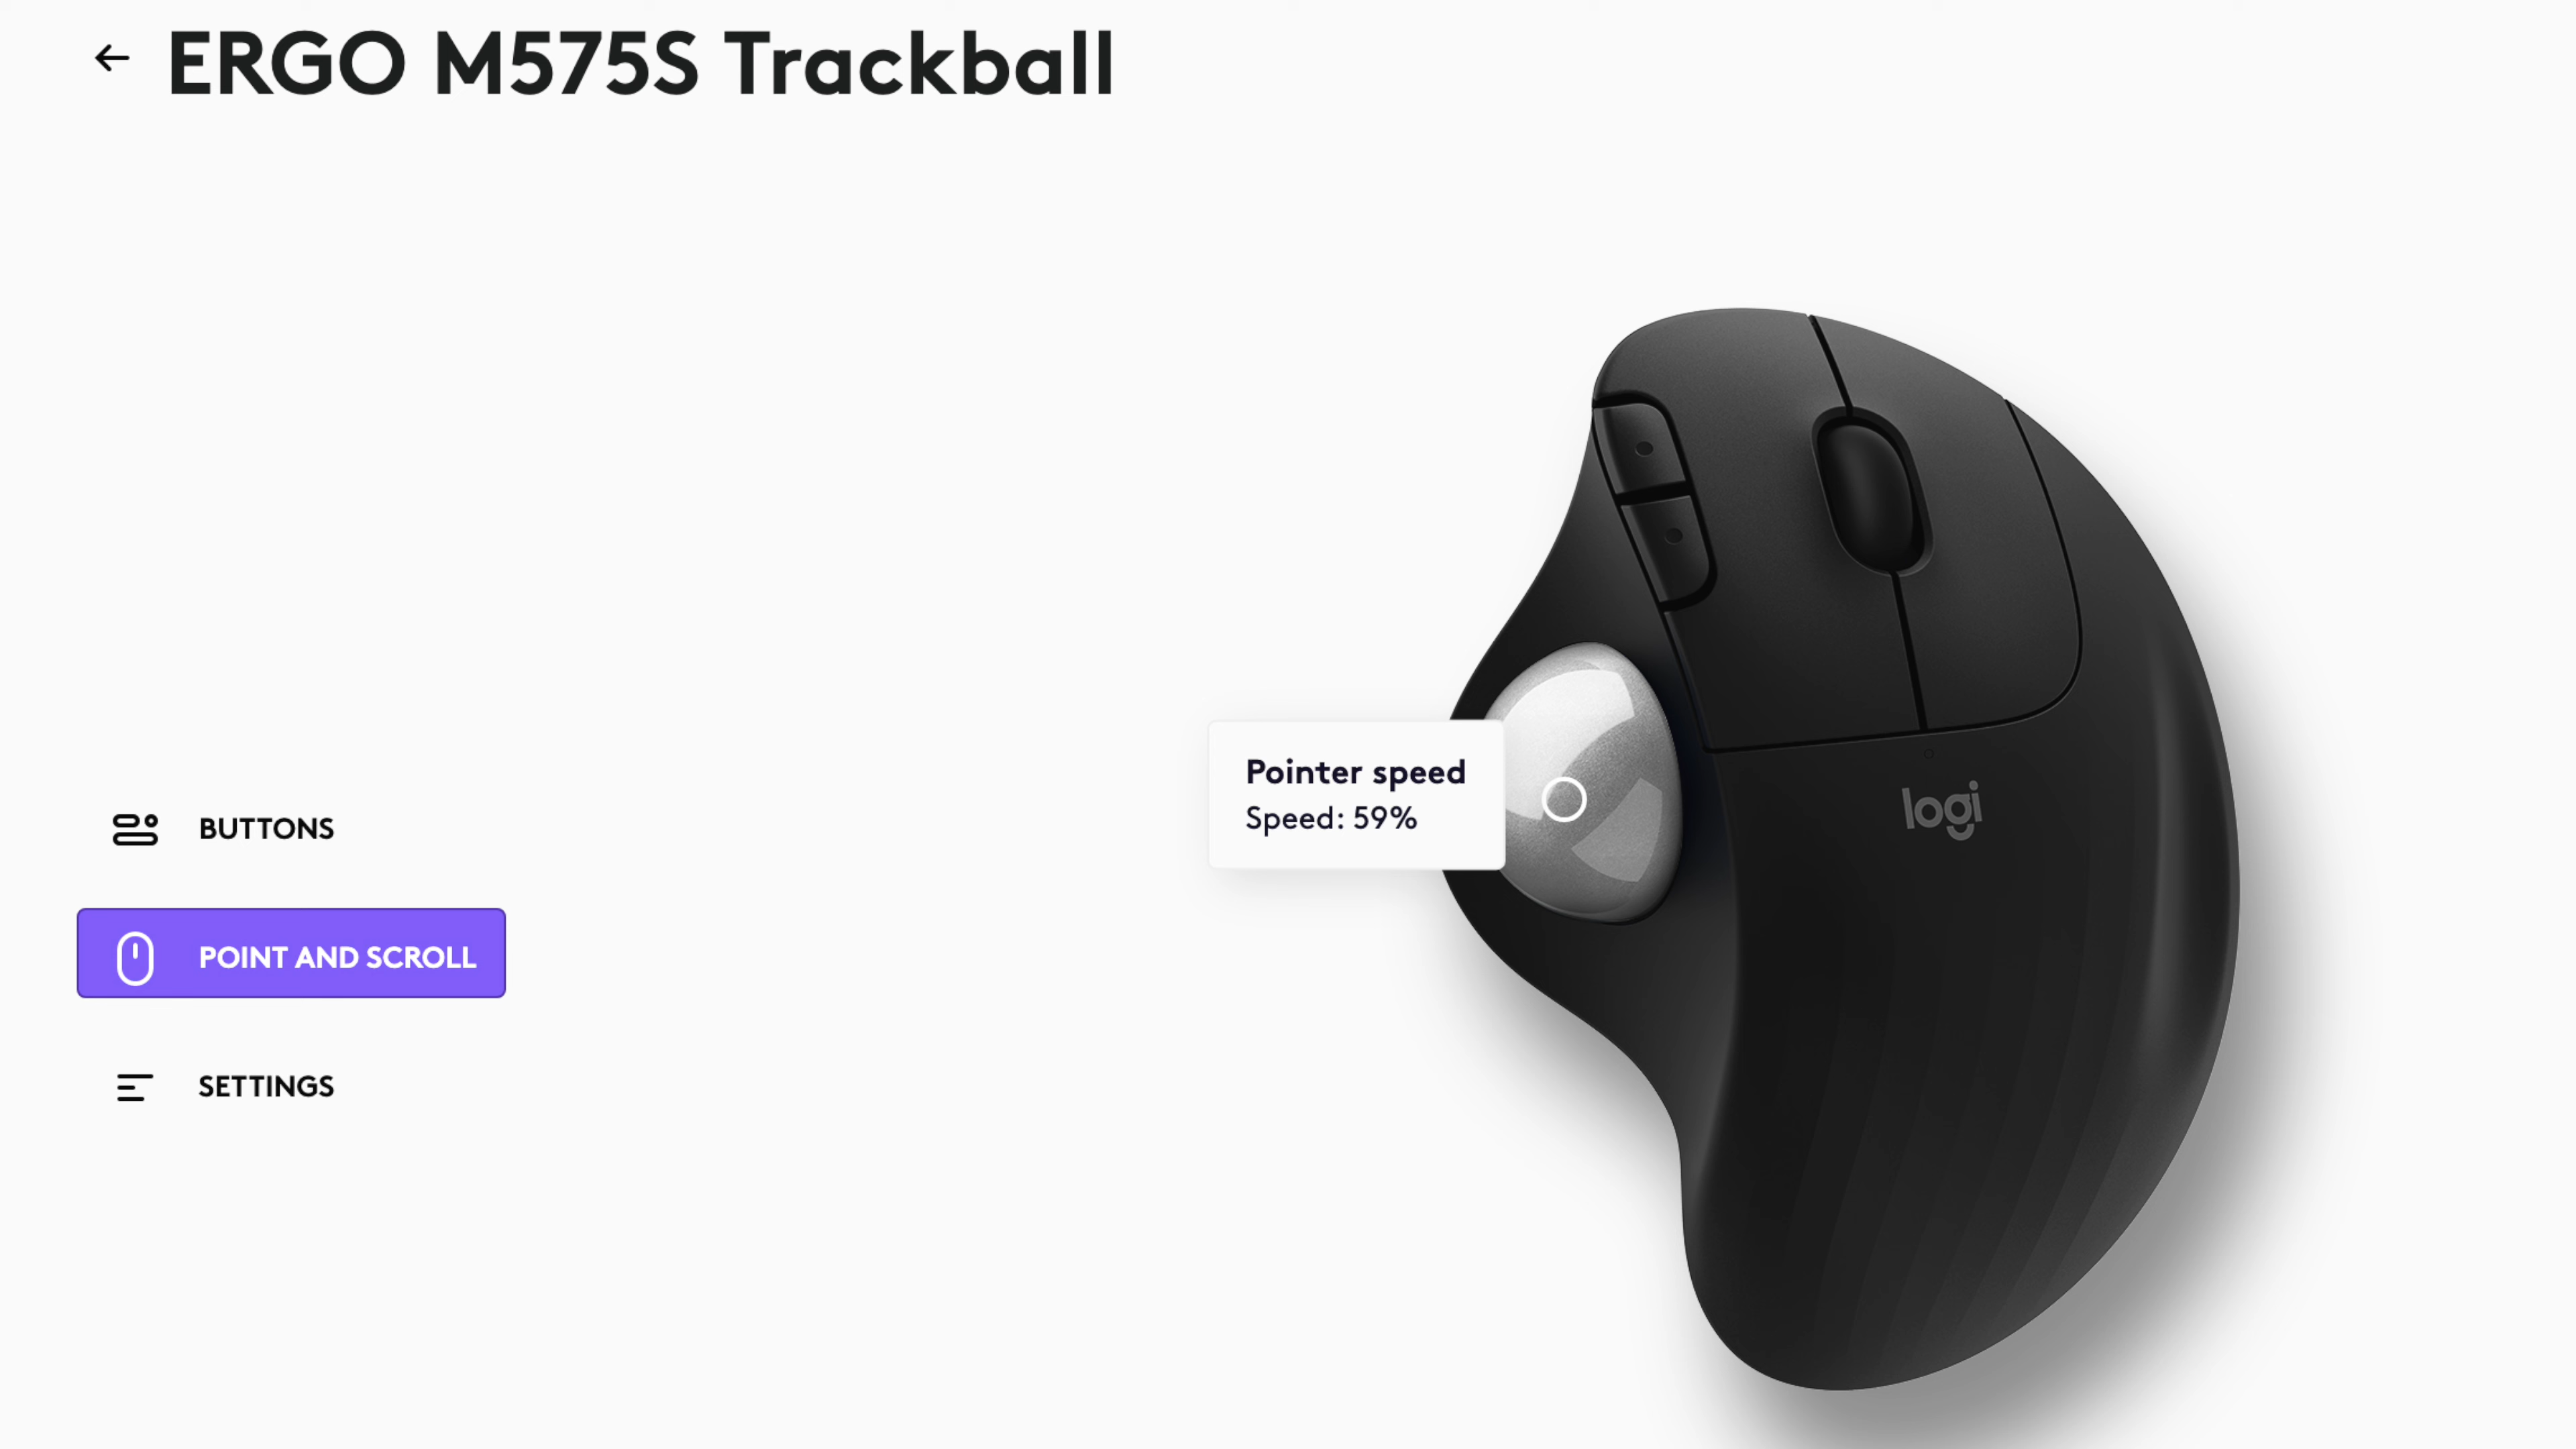 ERGO M575S Trackball
Pointer speed
Speed: 59%
logi
BUTTONS
POINT AND SCROLL
SETTINGS